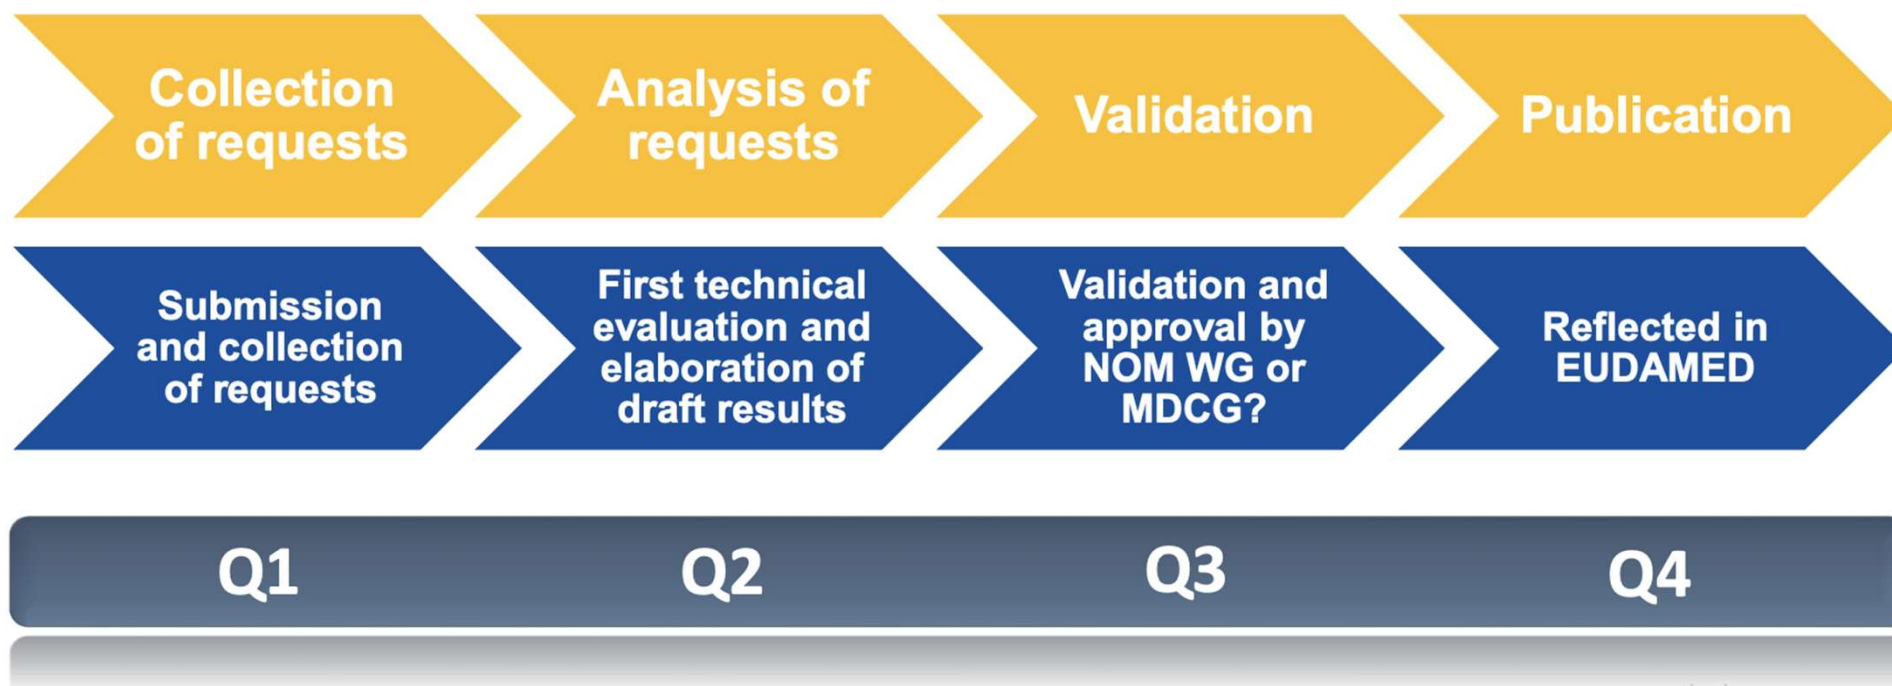 Collection
of requests
Analysis of
requests
Validation
Publication
Submission
and collection
of requests
First technical
evaluation and
elaboration of
draft results
Validation and
approval by
NOM WG or
MDCG?
Reflected in
EUDAMED
Q1
Q2
Q3
Q4